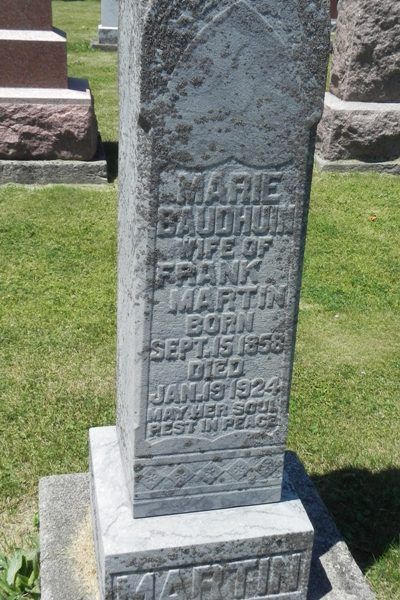 MARIE
BAUDHUIN
WIFE OF
FRANK
MARTIN
BORN
SEPT. 15 1858
DIED
JAN. 19 1924
MAY HER SOUL
REST IN PEACE.
MARTIN